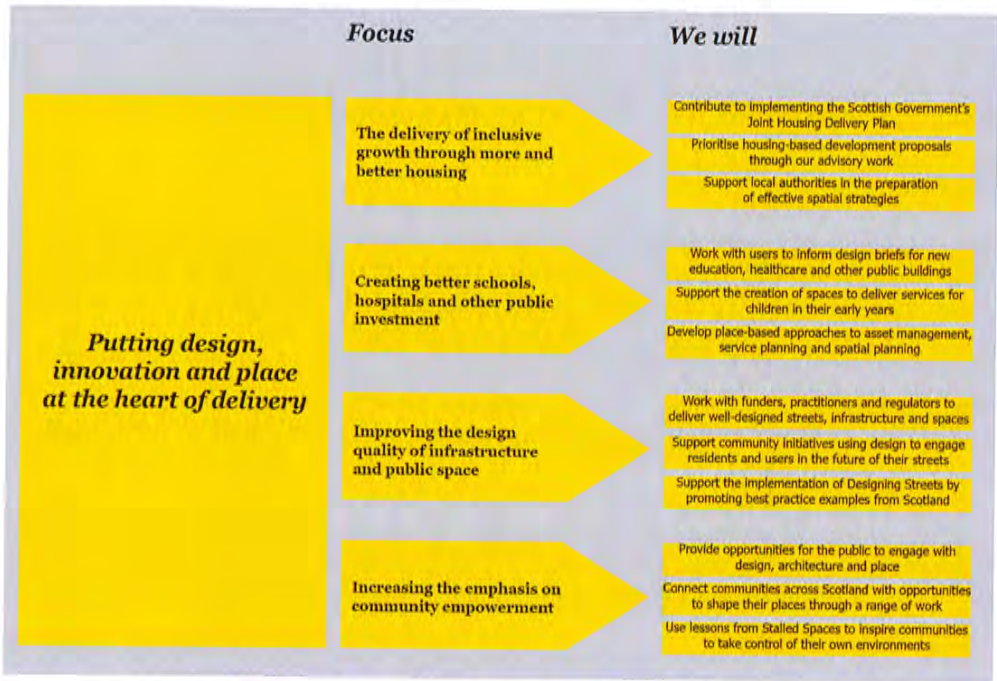 Focus
We will
Putting design,
innovation and place
at the heart of delivery
The delivery of inclusive
growth through more and
better housing
Contribute to implementing the Scottish Government's
Joint Housing Delivery Plan
Prioritise housing-based development proposals
through our advisory work
Support local authorities in the preparation
of effective spatial strategies
Creating better schools,
hospitals and other public
investment
Work with users to inform design briefs for new
education, healthcare and other public buildings
Support the creation of spaces to deliver services for
children in their early years
Develop place-based approaches to asset management,
service planning and spatial planning
Improving the design
quality of infrastructure
and public space
Work with funders, practitioners and regulators to
deliver well-designed streets, infrastructure and spaces
Support community initiatives using design to engage
residents and users in the future of their streets
Support the implementation of Designing Streets by
promoting best practice examples from Scotland
Increasing the emphasis on
community empowerment
Provide opportunities for the public to engage with
design, architecture and place
Connect communities across Scotland with opportunities
to shape their places through a range of work
Use lessons from Stalled Spaces to inspire communities
to take control of their own environments